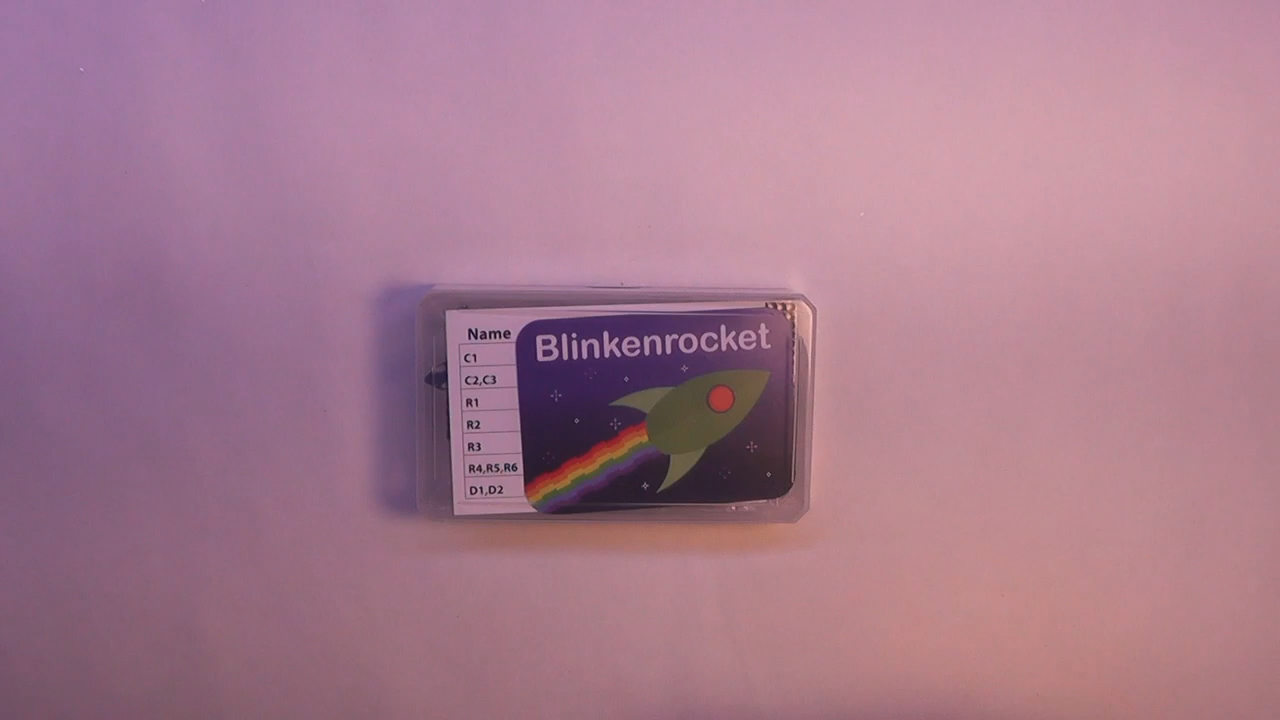 Name
C1
C2,C3
R1
R2
R3
R4,R5,R6
D1,D2
Blinkenrocket